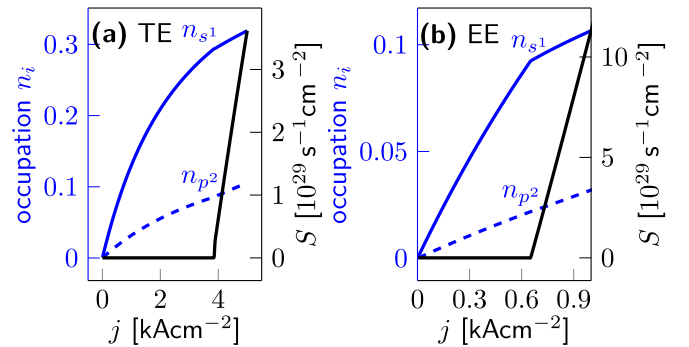 (a) TE n_{s^1}
(b) EE n_{s^1}
occupation n_i
0.3
0.2
0.1
0
n_{p^2}
3
2
1
0
S [10^{29} s^{-1}cm^{-2}]
0 2 4
j [kAcm^{-2}]
occupation n_i
0.1
0.05
0
n_{p^2}
10
5
0
S [10^{29} s^{-1}cm^{-2}]
0 0.3 0.6 0.9
j [kAcm^{-2}]